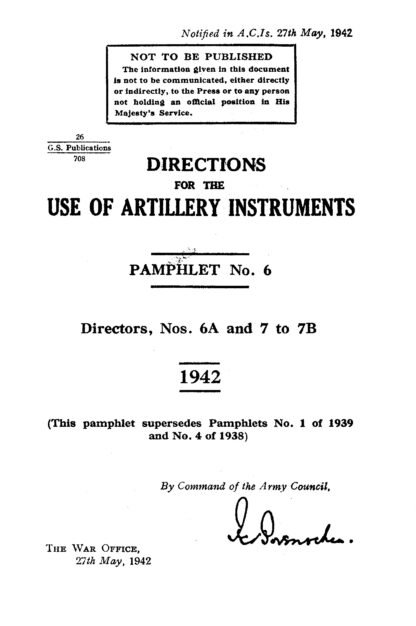 Notified in A.C.Is. 27th May, 1942
NOT TO BE PUBLISHED
The information given in this document
is not to be communicated, either directly
or indirectly, to the Press or to any person
not holding an official position in His
Majesty's Service.
26
G.S. Publications
708
DIRECTIONS
FOR THE
USE OF ARTILLERY INSTRUMENTS
PAMPHLET No. 6
Directors, Nos. 6A and 7 to 7B
1942
(This pamphlet supersedes Pamphlets No. 1 of 1939
and No. 4 of 1938)
By Command of the Army Council,
THE WAR OFFICE,
27th May, 1942